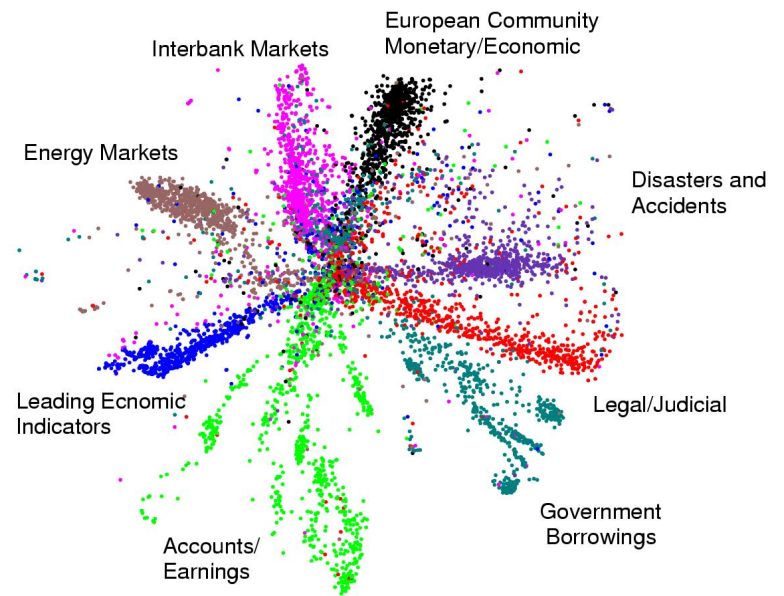 European Community
Monetary/Economic
Interbank Markets
Energy Markets
Disasters and
Accidents
Leading Ecnomic
Indicators
Legal/Judicial
Government
Borrowings
Accounts/
Earnings